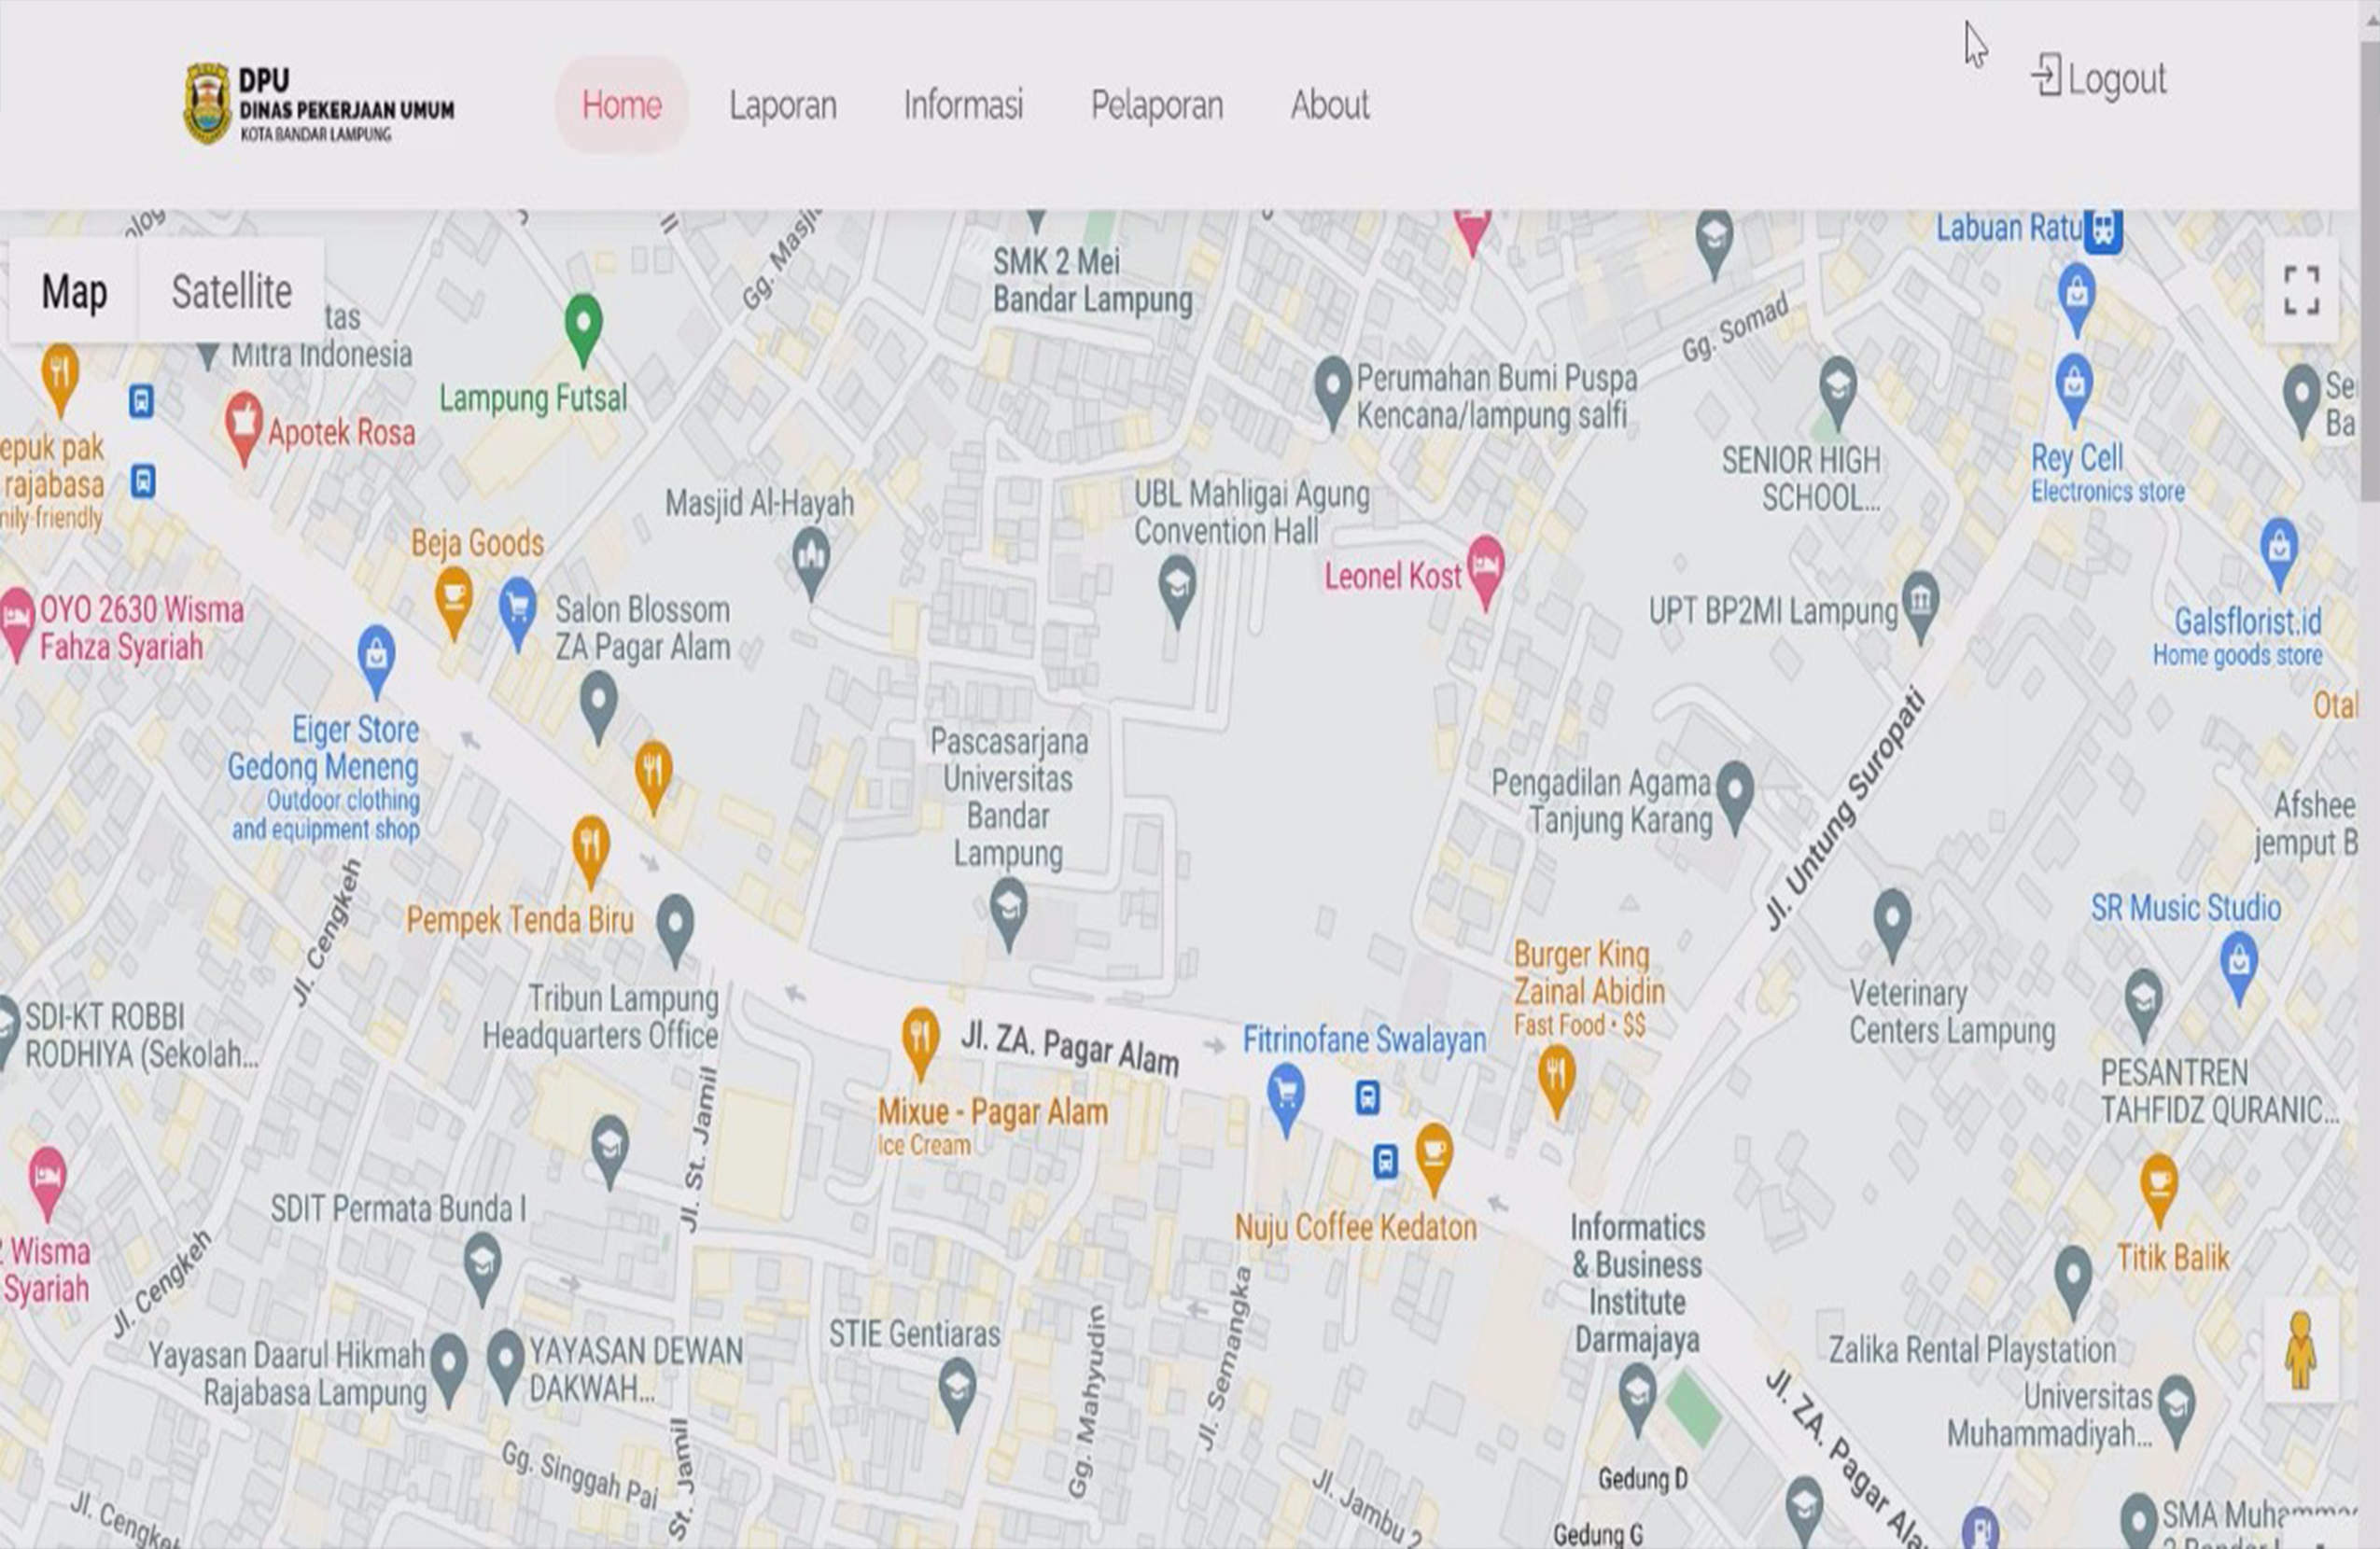 DPU
DINAS PEKERJAAN UMUM
KOTA BANDAR LAMPUNG
Home
Laporan
Informasi
Pelaporan
About
Logout
Map
Satellite
tas
Mitra Indonesia
Gg. Masjid
SMK 2 Mei
Bandar Lampung
Labuan Ratu
Gg. Somad
Lampung Futsal
Apotek Rosa
Perumahan Bumi Puspa
Kencana/lampung salfi
epuk pak
rajabasa
nily-friendly
SENIOR HIGH
SCHOOL...
Rey Cell
Electronics store
Se
Ba
Masjid Al-Hayah
UBL Mahligai Agung
Convention Hall
Beja Goods
Leonel Kost
OYO 2630 Wisma
Fahza Syariah
Salon Blossom
ZA Pagar Alam
UPT BP2MI Lampung
Galsflorist.id
Home goods store
Otal
Eiger Store
Gedong Meneng
Outdoor clothing
and equipment shop
Pascasarjana
Universitas
Bandar
Lampung
Pengadilan Agama
Tanjung Karang
Jl. Untung Suropati
Afshee
jemput B
Jl. Cengkeh
Pempek Tenda Biru
SR Music Studio
Burger King
Zainal Abidin
Fast Food • $$
Tribun Lampung
Headquarters Office
Veterinary
Centers Lampung
SDI-KT ROBBI
RODHIYA (Sekolah...
Jl. ZA. Pagar Alam
Fitrinofane Swalayan
PESANTREN
TAHFIDZ QURANIC...
Mixue - Pagar Alam
Ice Cream
Jl. St. Jamil
SDIT Permata Bunda I
Nuju Coffee Kedaton
Informatics
& Business
Institute
Darmajaya
Titik Balik
Wisma
Syariah
Jl. Cengkeh
Yayasan Daarul Hikmah
Rajabasa Lampung
YAYASAN DEWAN
DAKWAH...
STIE Gentiaras
Gg. Mahyudin
Jl. Semangka
Zalika Rental Playstation
Universitas
Muhammadiyah...
Jl. ZA. Pagar Ala
Gg. Singgah Pai
St. Jamil
Jl. Jambu 2
Gedung D
Gedung G
Jl. Cengkeh
SMA Muhammad